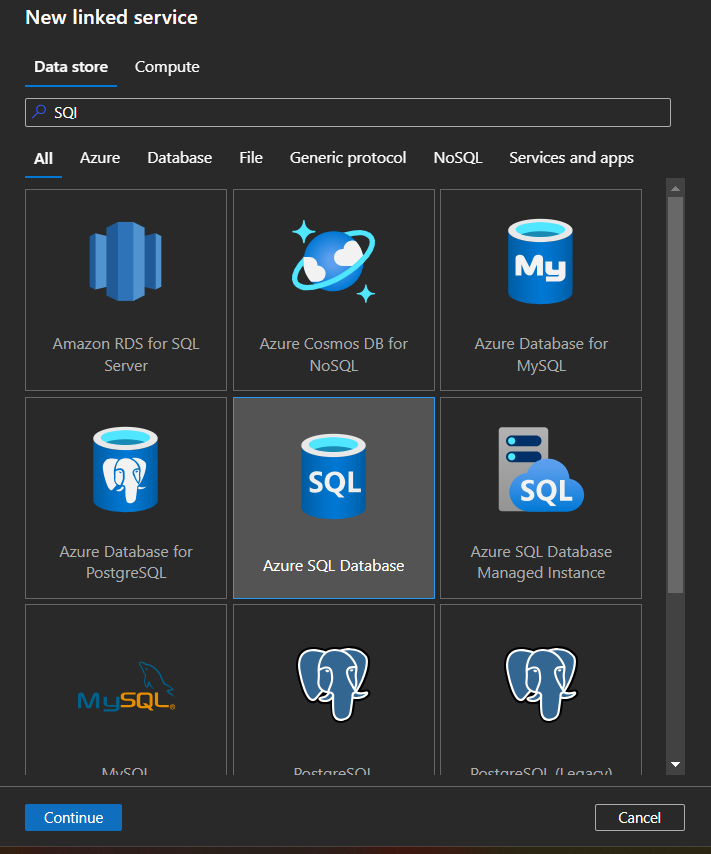 New linked service
Data store Compute
SQl
All Azure Database File Generic protocol NoSQL Services and apps
Amazon RDS for SQL
Server
Azure Cosmos DB for
NoSQL
My
Azure Database for
MySQL
Azure Database for
PostgreSQL
SQL
Azure SQL Database
SQL
Azure SQL Database
Managed Instance
MySQL®
MySQL
PostgreSQL
PostgreSQL (Legacy)
Continue Cancel